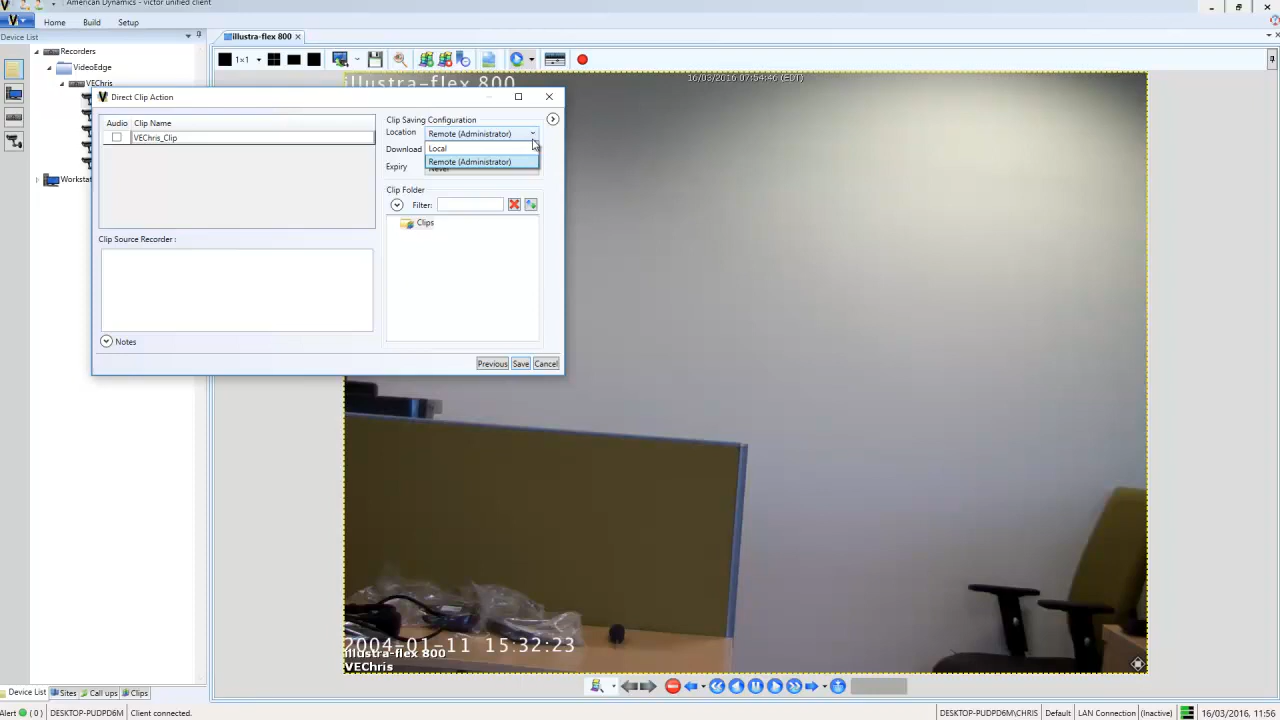 American Dynamics - victor unified client
Home Build Setup
Device List
Recorders
VideoEdge
VEChris
Workstat
illustra-flex 800
1×1
illustra-flex 800
16/03/2016 07:54:46 (EDT)
Direct Clip Action
Audio Clip Name
VEChris_Clip
Clip Source Recorder :
Notes
Clip Saving Configuration
Location Remote (Administrator)
Local
Download
Remote (Administrator)
Expiry Never
Clip Folder
Filter:
Clips
Previous Save Cancel
2004-01-11 15:32:23
illustra-flex 800
VEChris
Device List Sites Call ups Clips
Alert ( 0 ) DESKTOP-PUDPD6M Client connected. DESKTOP-PUDPD6M\CHRIS Default LAN Connection (Inactive) 16/03/2016, 11:56